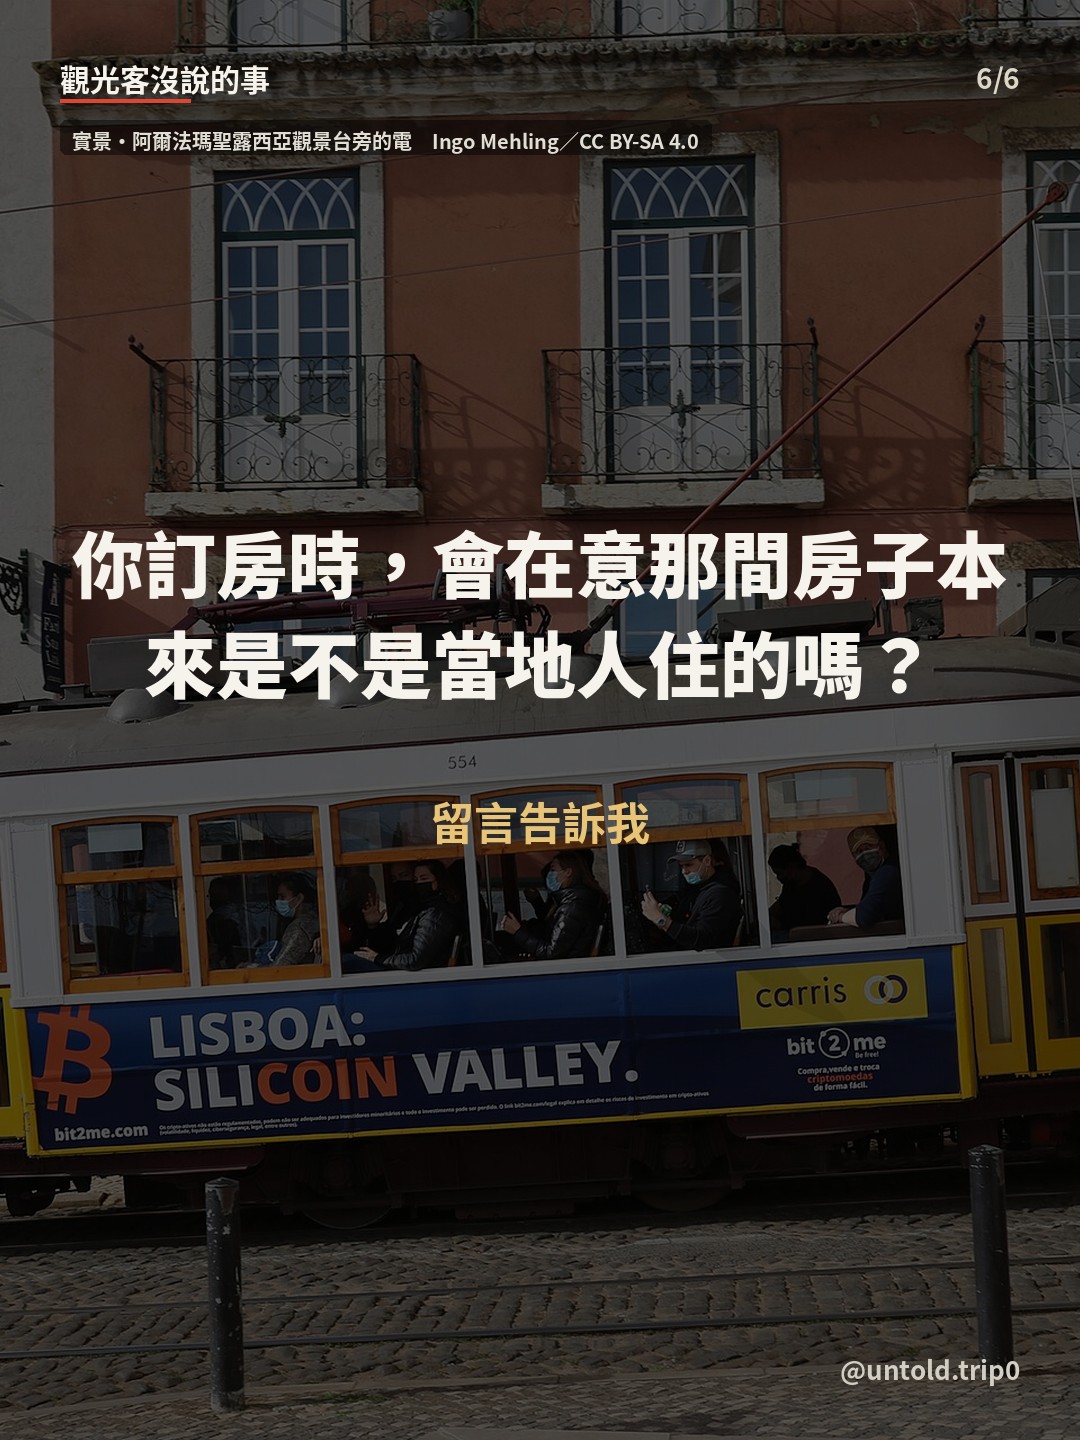 觀光客沒說的事
6/6
實景・阿爾法瑪聖露西亞觀景台旁的電 Ingo Mehling／CC BY-SA 4.0
你訂房時，會在意那間房子本
來是不是當地人住的嗎？
554
留言告訴我
carris
LISBOA:
SILICOIN VALLEY.
bit2me
Be free!
Compra, vende e troca
criptomoedas
de forma fácil.
bit2me.com
@untold.trip0